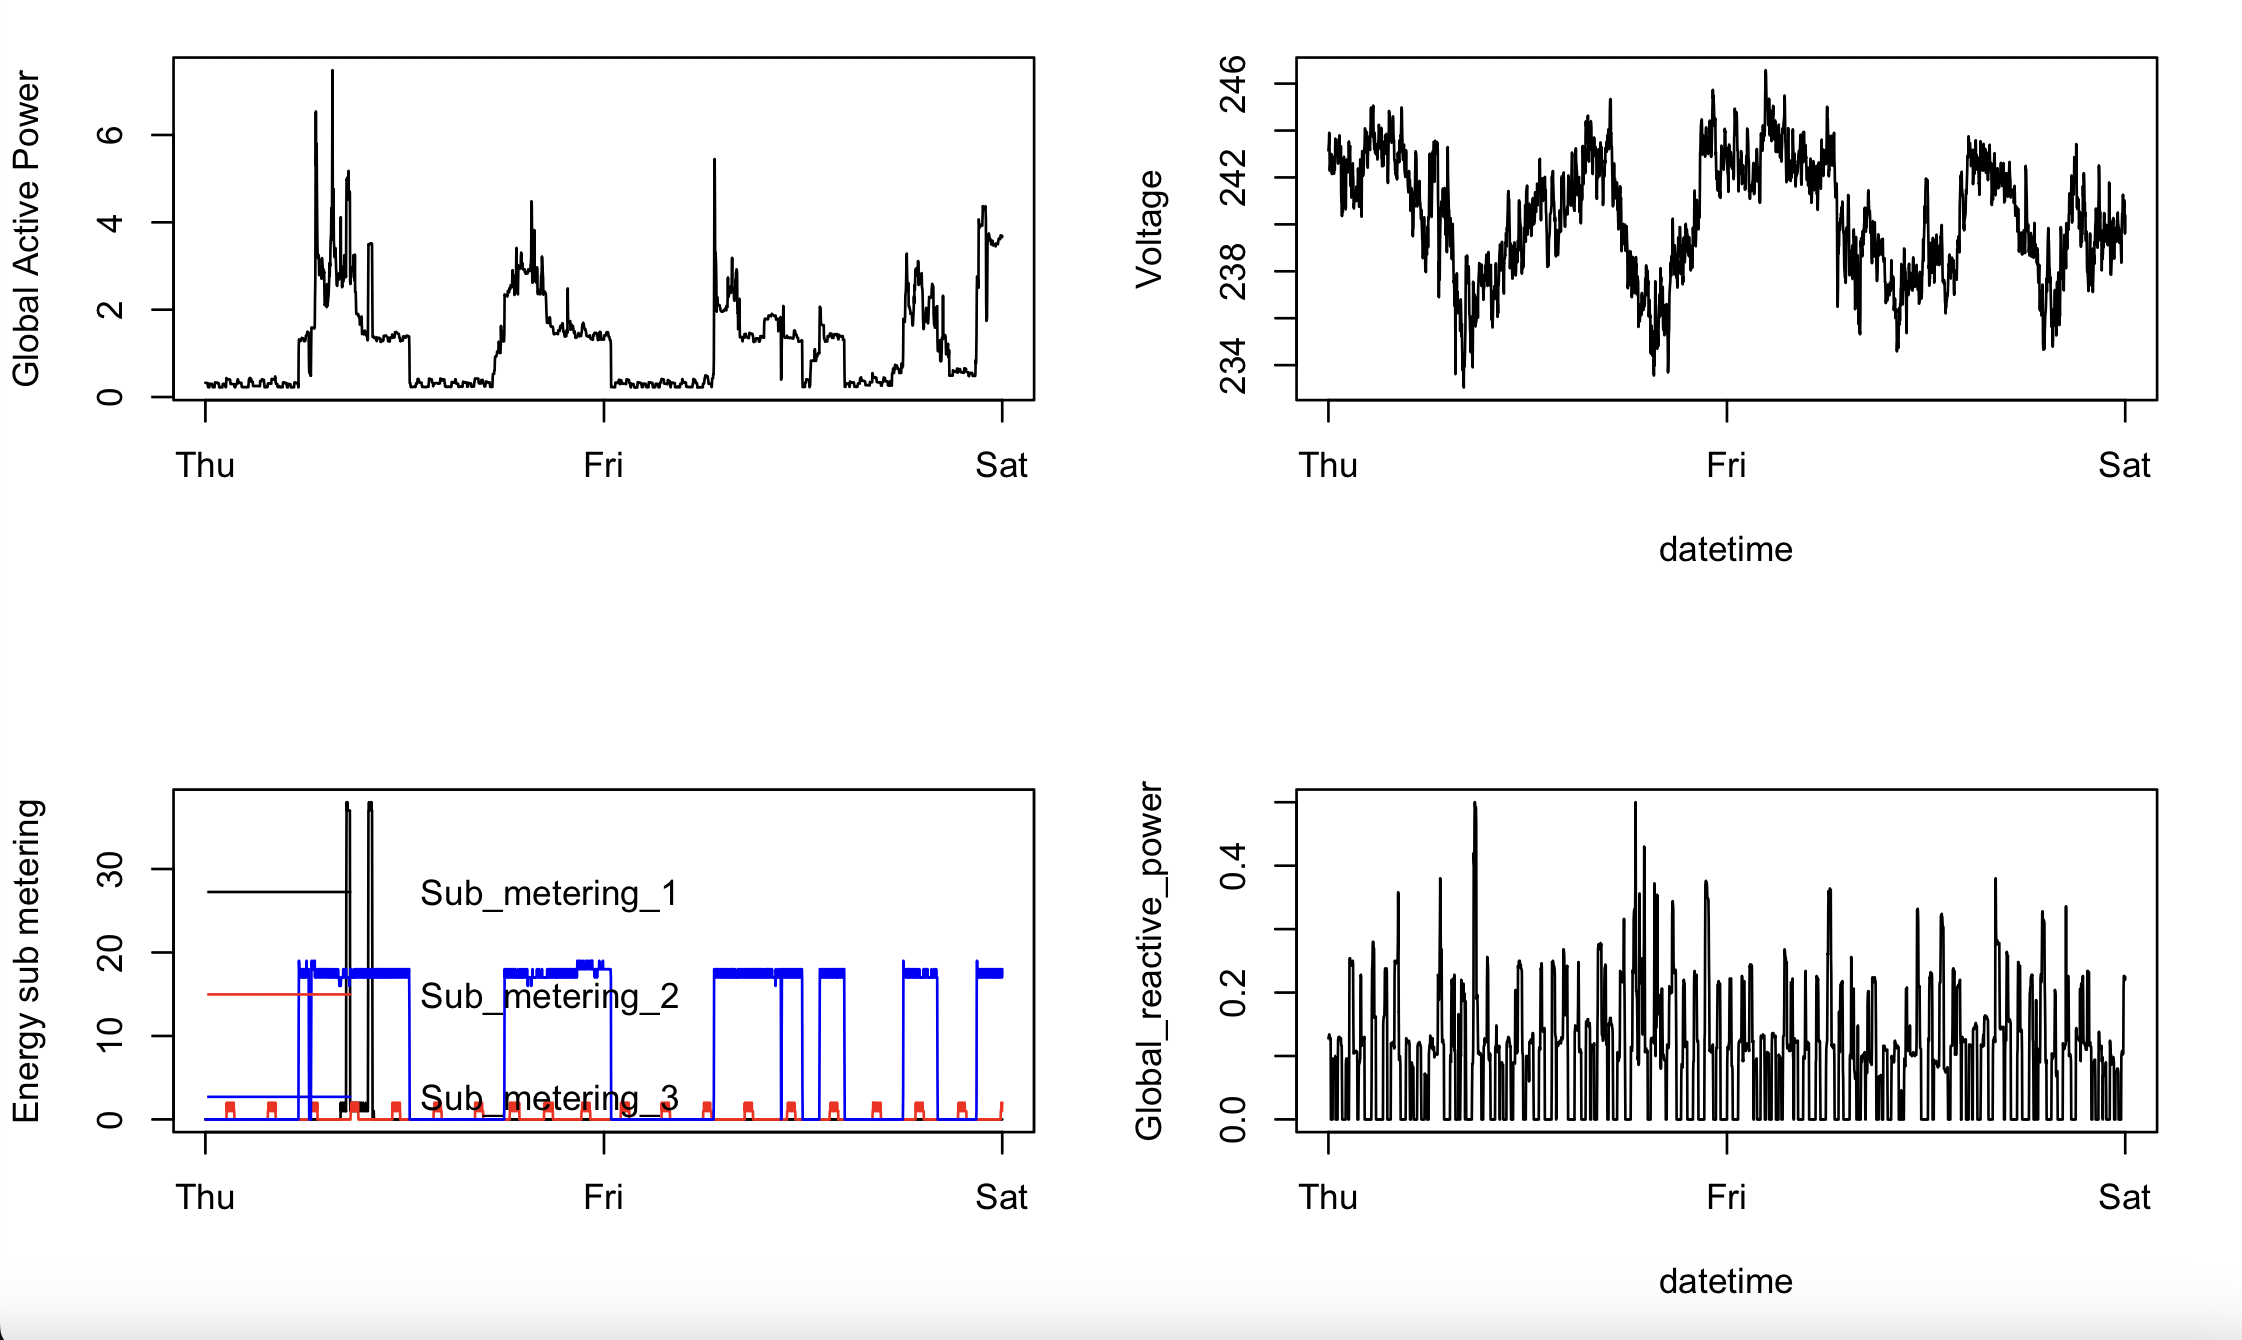 Global Active Power
6
4
2
0
Thu Fri Sat
Voltage
246
242
238
234
Thu Fri Sat
datetime
Energy sub metering
30
20
10
0
Sub_metering_1
Sub_metering_2
Sub_metering_3
Thu Fri Sat
Global_reactive_power
0.4
0.2
0.0
Thu Fri Sat
datetime